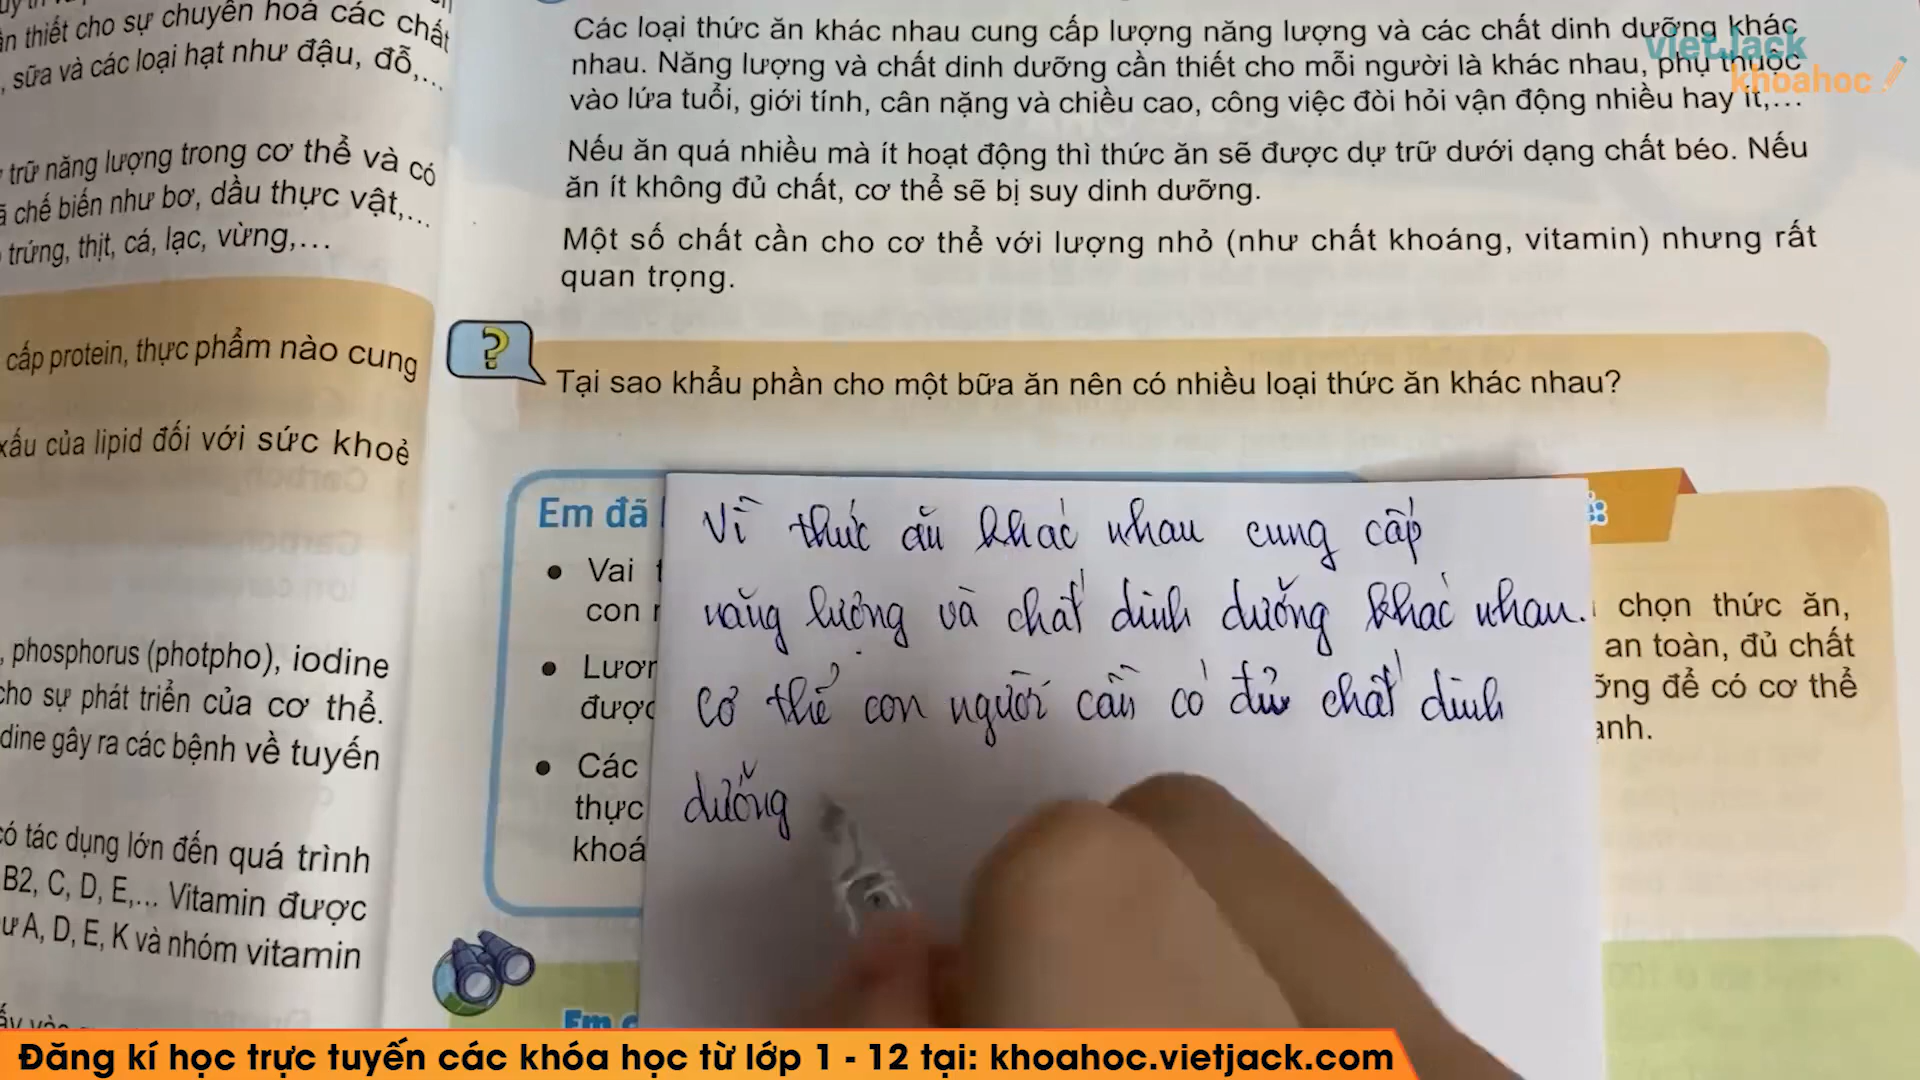 ần thiết cho sự chuyển hoá các chất
, sữa và các loại hạt như đậu, đỗ,...
trữ năng lượng trong cơ thể và có
ã chế biến như bơ, dầu thực vật,...
trứng, thịt, cá, lạc, vừng,...
cấp protein, thực phẩm nào cung
xấu của lipid đối với sức khoẻ
, phosphorus (photpho), iodine
cho sự phát triển của cơ thể.
dine gây ra các bệnh về tuyến
có tác dụng lớn đến quá trình
B2, C, D, E,... Vitamin được
ư A, D, E, K và nhóm vitamin
Các loại thức ăn khác nhau cung cấp lượng năng lượng và các chất dinh dưỡng khác
nhau. Năng lượng và chất dinh dưỡng cần thiết cho mỗi người là khác nhau, phụ thuộc
vào lứa tuổi, giới tính, cân nặng và chiều cao, công việc đòi hỏi vận động nhiều hay ít,...
Nếu ăn quá nhiều mà ít hoạt động thì thức ăn sẽ được dự trữ dưới dạng chất béo. Nếu
ăn ít không đủ chất, cơ thể sẽ bị suy dinh dưỡng.
Một số chất cần cho cơ thể với lượng nhỏ (như chất khoáng, vitamin) nhưng rất
quan trọng.
?
Tại sao khẩu phần cho một bữa ăn nên có nhiều loại thức ăn khác nhau?
Em đã
Vai
con
Lươn
được
Các
thực
khoá
Vì thức ăn khác nhau cung cấp
năng lượng và chất dinh dưỡng khác nhau.
Cơ thể con người cần có đủ chất dinh
dưỡng
chọn thức ăn,
an toàn, đủ chất
ỡng để có cơ thể
ạnh.
Em
vietJack
khoahoc
Đăng kí học trực tuyến các khóa học từ lớp 1 - 12 tại: khoahoc.vietjack.com